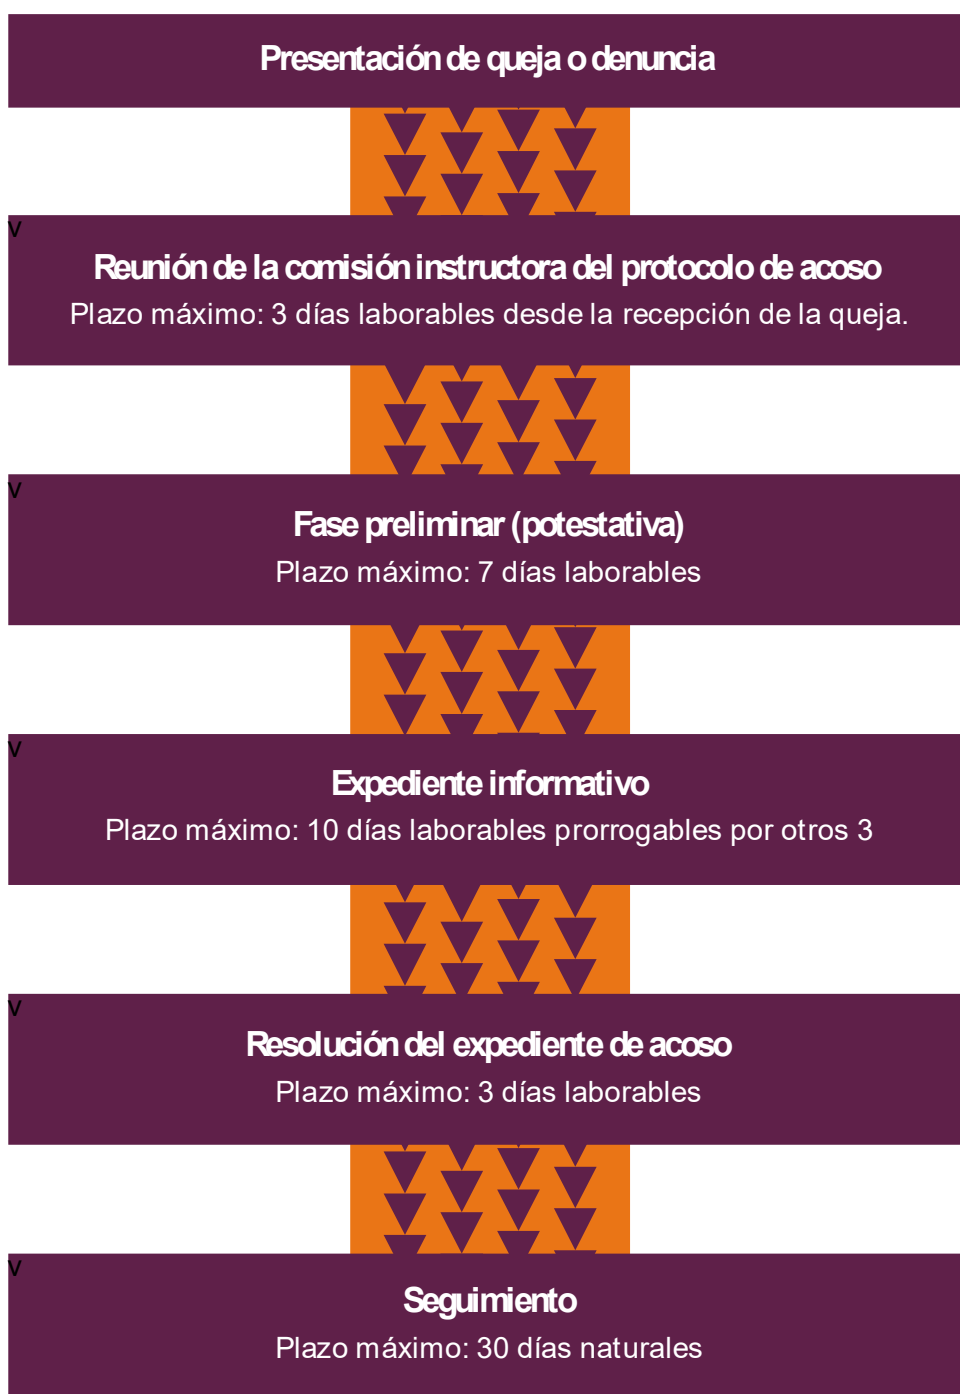 Presentación de queja o denuncia
v
Reunión de la comisión instructora del protocolo de acoso
Plazo máximo: 3 días laborables desde la recepción de la queja.
v
Fase preliminar (potestativa)
Plazo máximo: 7 días laborables
v
Expediente informativo
Plazo máximo: 10 días laborables prorrogables por otros 3
v
Resolución del expediente de acoso
Plazo máximo: 3 días laborables
v
Seguimiento
Plazo máximo: 30 días naturales